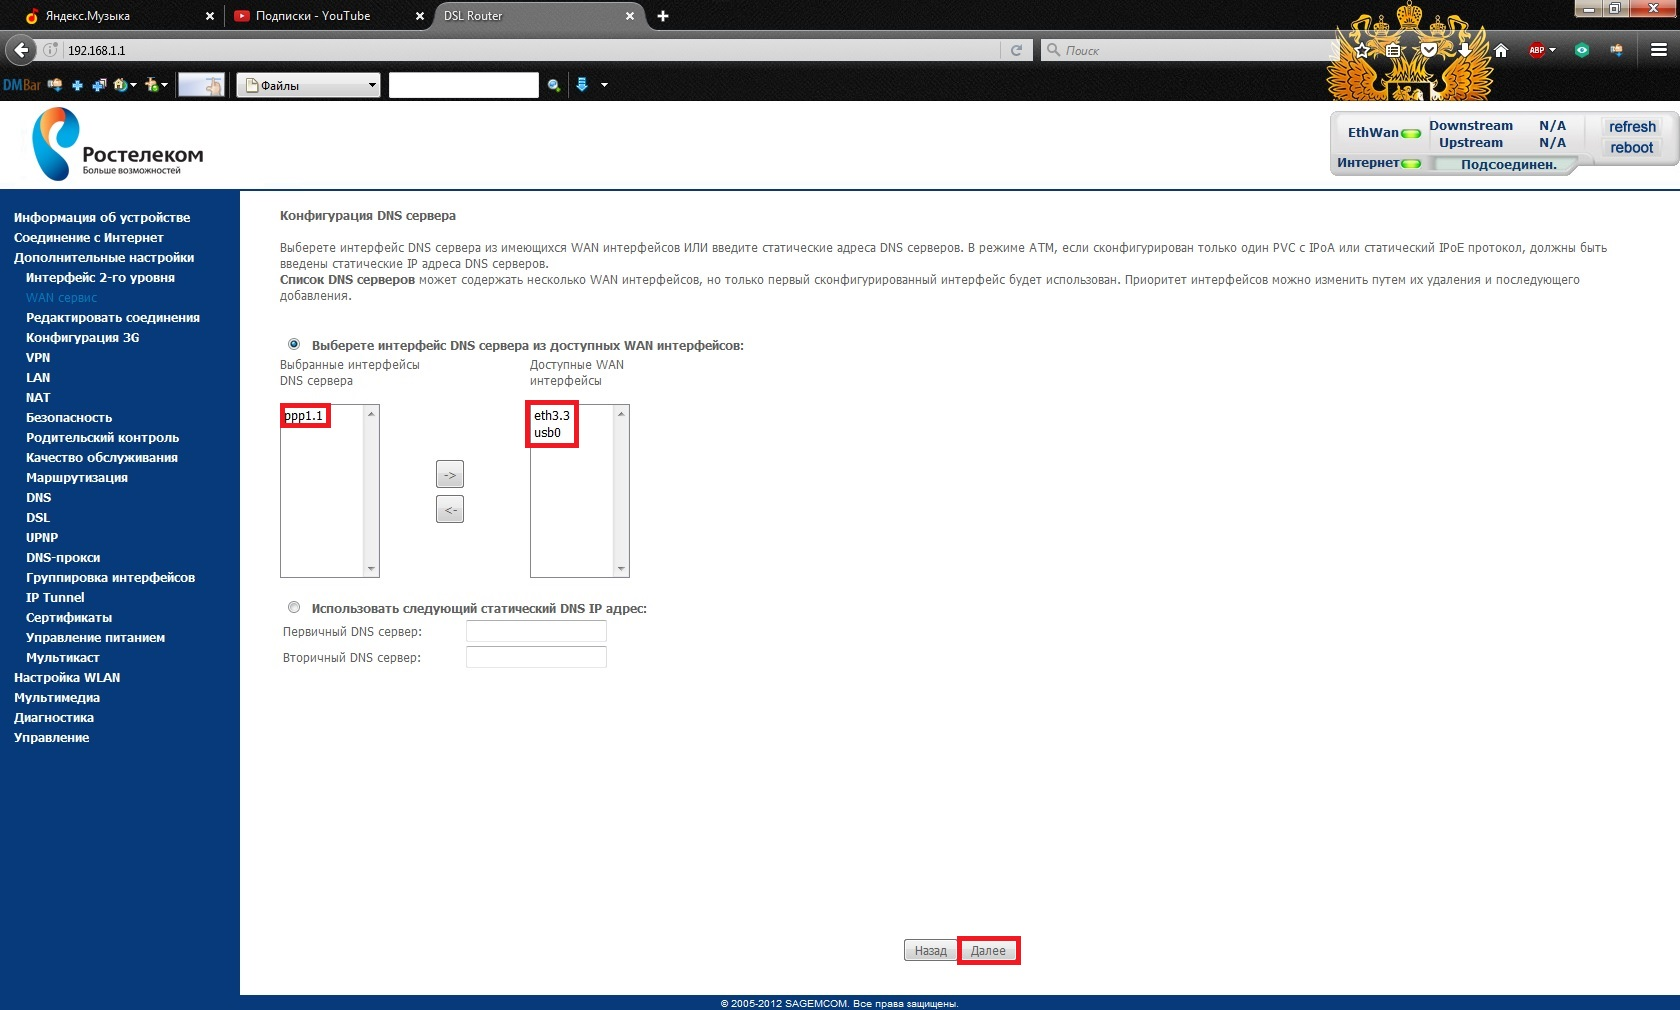 Яндекс.Музыка
Подписки - YouTube
DSL Router
192.168.1.1
Поиск
ABP
DMBar
Файлы
Ростелеком
Больше возможностей
EthWan
Downstream N/A
Upstream N/A
Интернет
Подсоединен.
refresh
reboot
Информация об устройстве
Соединение с Интернет
Дополнительные настройки
Интерфейс 2-го уровня
WAN сервис
Редактировать соединения
Конфигурация 3G
VPN
LAN
NAT
Безопасность
Родительский контроль
Качество обслуживания
Маршрутизация
DNS
DSL
UPNP
DNS-прокси
Группировка интерфейсов
IP Tunnel
Сертификаты
Управление питанием
Мультикаст
Настройка WLAN
Мультимедиа
Диагностика
Управление
Конфигурация DNS сервера
Выберете интерфейс DNS сервера из имеющихся WAN интерфейсов ИЛИ введите статические адреса DNS серверов. В режиме ATM, если сконфигурирован только один PVC с IPoA или статический IPoE протокол, должны быть
введены статические IP адреса DNS серверов.
Список DNS серверов может содержать несколько WAN интерфейсов, но только первый сконфигурированный интерфейс будет использован. Приоритет интерфейсов можно изменить путем их удаления и последующего
добавления.
Выберете интерфейс DNS сервера из доступных WAN интерфейсов:
Выбранные интерфейсы
DNS сервера
Доступные WAN
интерфейсы
ppp1.1
eth3.3
usb0
->
<-
Использовать следующий статический DNS IP адрес:
Первичный DNS сервер:
Вторичный DNS сервер:
Назад
Далее
© 2005-2012 SAGEMCOM. Все права защищены.